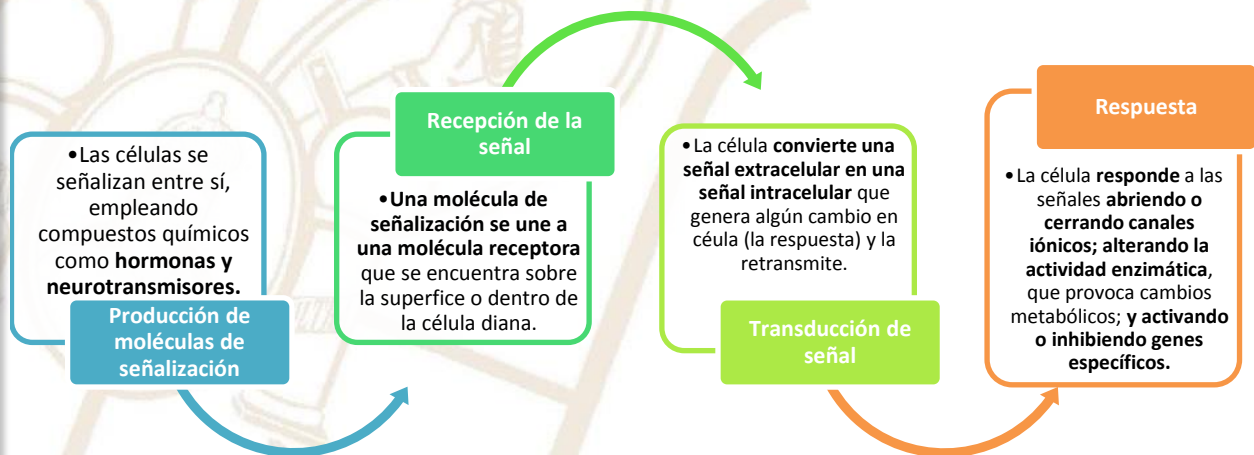 •Las células se
señalizan entre sí,
empleando
compuestos químicos
como hormonas y
neurotransmisores.
Producción de
moléculas de
señalización
Recepción de la
señal
•Una molécula de
señalización se une a
una molécula receptora
que se encuentra sobre
la superfice o dentro de
la célula diana.
•La célula convierte una
señal extracelular en una
señal intracelular que
genera algún cambio en
céula (la respuesta) y la
retransmite.
Transducción de
señal
Respuesta
•La célula responde a las
señales abriendo o
cerrando canales
iónicos; alterando la
actividad enzimática,
que provoca cambios
metabólicos; y activando
o inhibiendo genes
específicos.